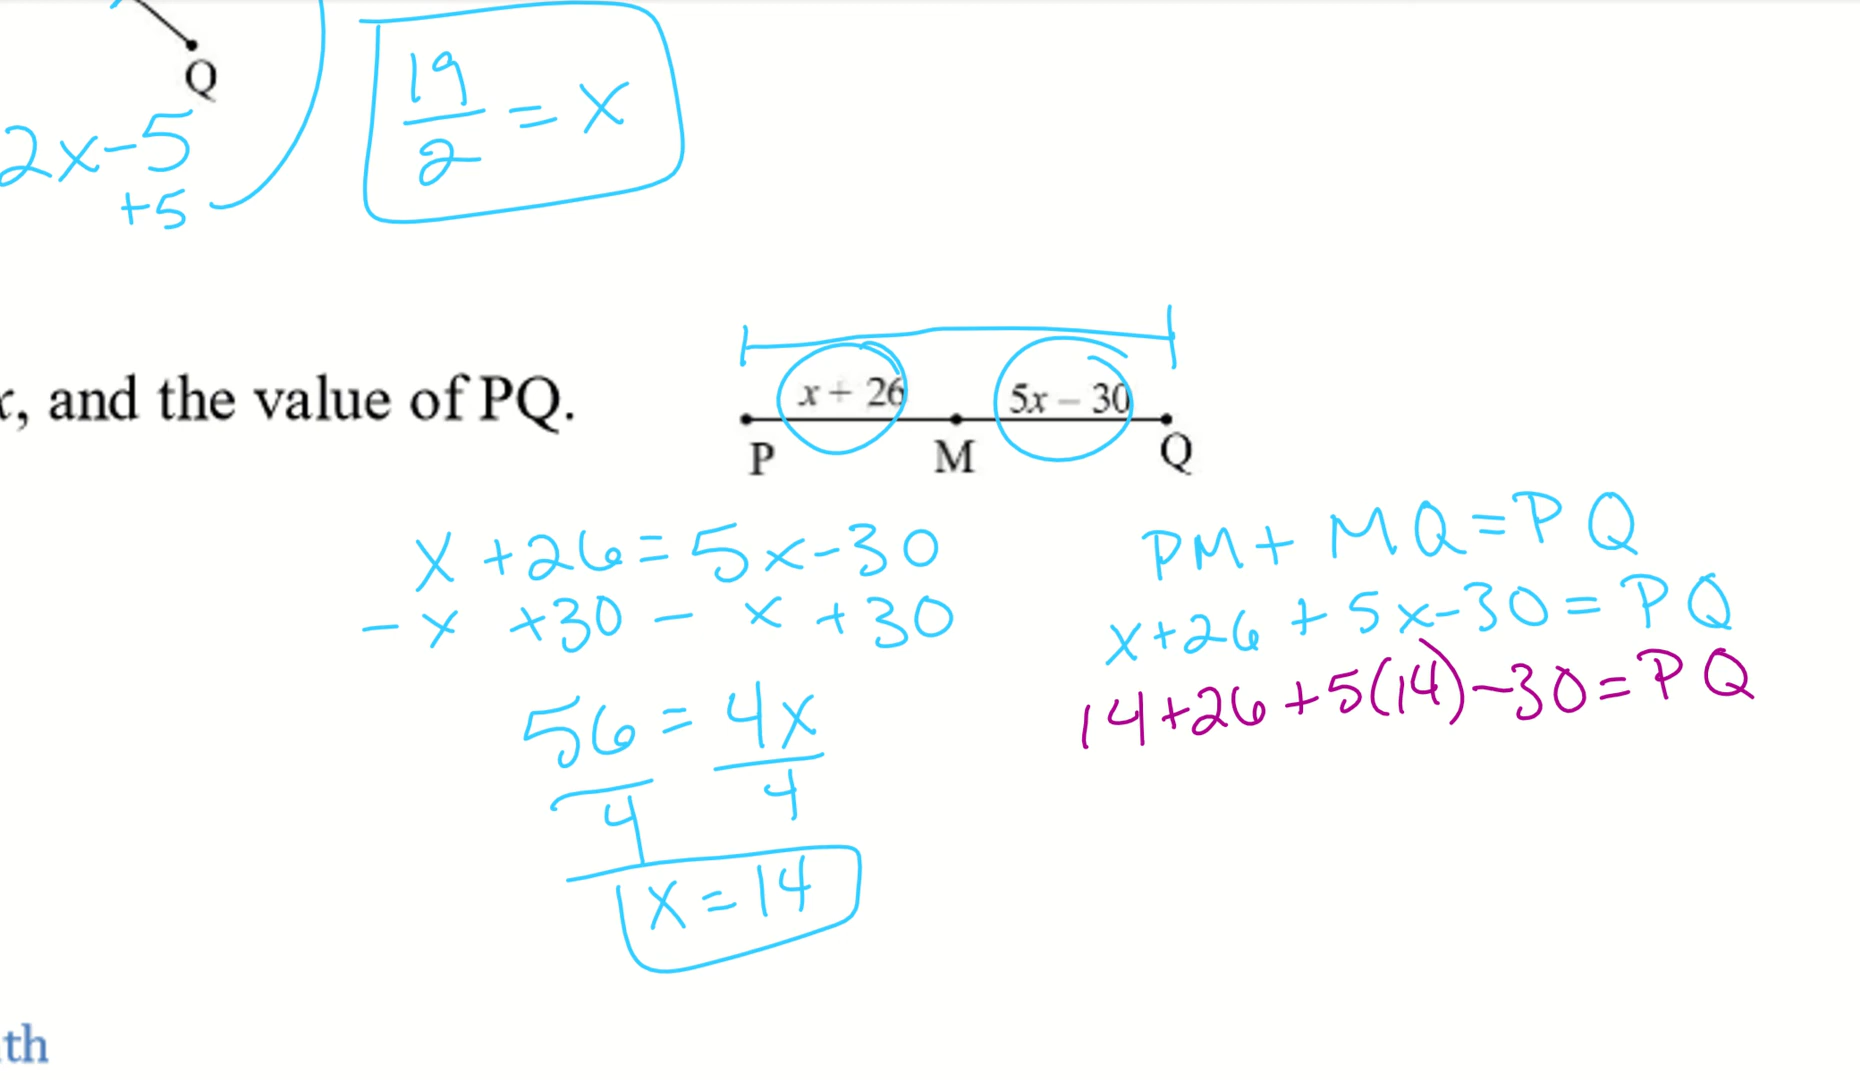 Q
2x-5
+5
19/2 = x
x, and the value of PQ.
x + 26
5x – 30
P M Q
x+26=5x-30
-x +30 -x +30
56=4x
4 4
x=14
PM+MQ=PQ
x+26+5x-30=PQ
14+26+5(14)-30=PQ
th